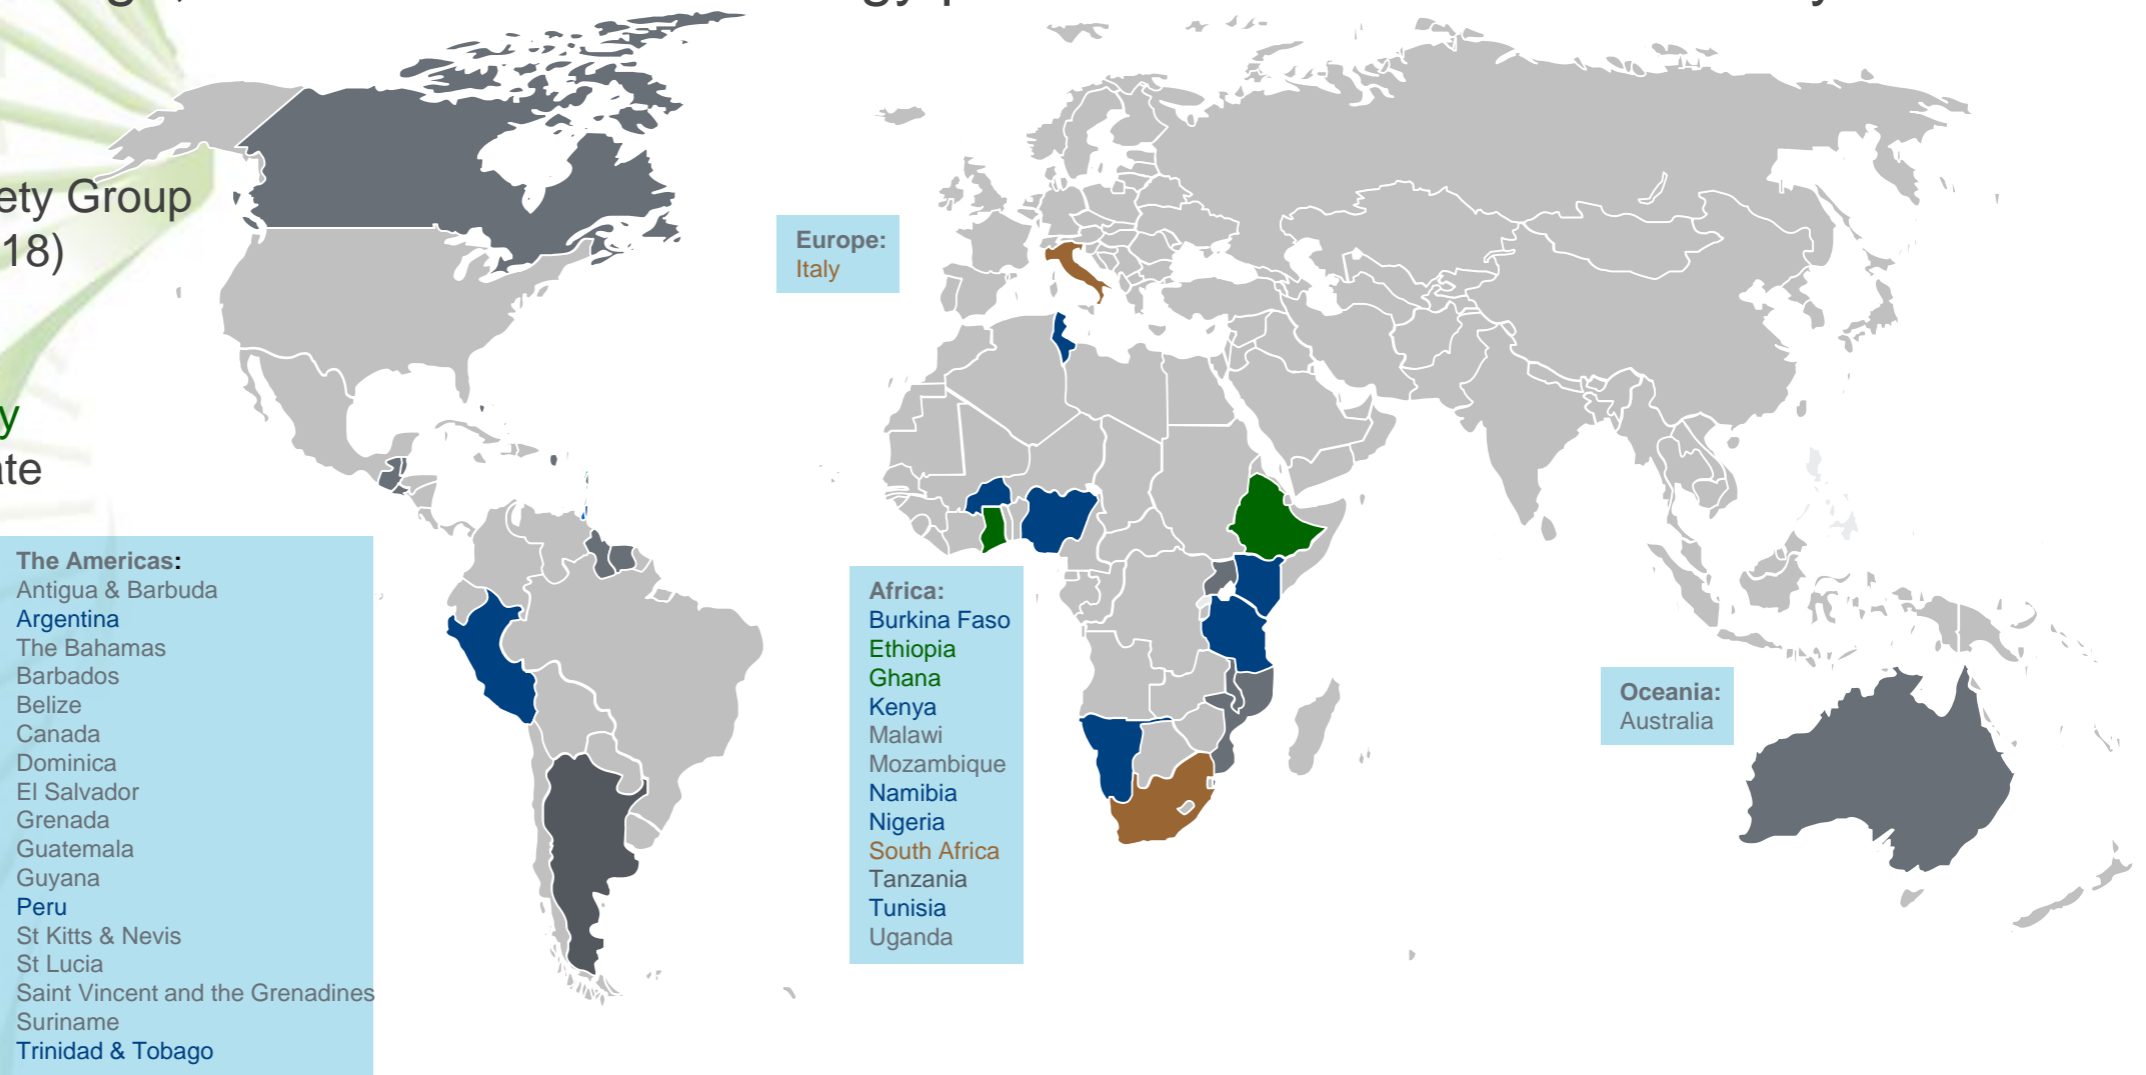 ety Group
18)
y
ate
Europe:
Italy
The Americas:
Antigua & Barbuda
Argentina
The Bahamas
Barbados
Belize
Canada
Dominica
El Salvador
Grenada
Guatemala
Guyana
Peru
St Kitts & Nevis
St Lucia
Saint Vincent and the Grenadines
Suriname
Trinidad & Tobago
Africa:
Burkina Faso
Ethiopia
Ghana
Kenya
Malawi
Mozambique
Namibia
Nigeria
South Africa
Tanzania
Tunisia
Uganda
Oceania:
Australia